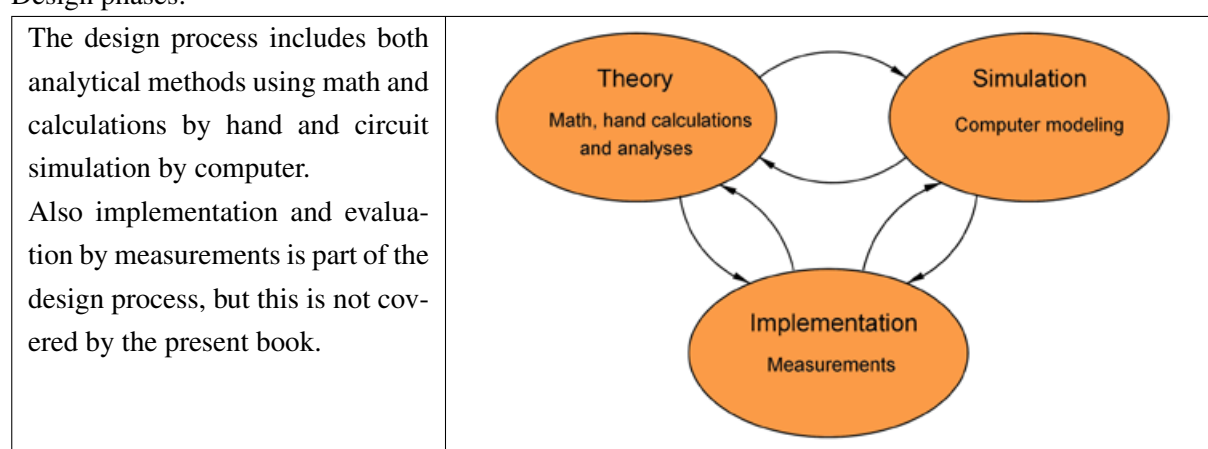 Design phases:
The design process includes both
analytical methods using math and
calculations by hand and circuit
simulation by computer.
Also implementation and evalua-
tion by measurements is part of the
design process, but this is not cov-
ered by the present book.
Theory
Math, hand calculations
and analyses
Simulation
Computer modeling
Implementation
Measurements